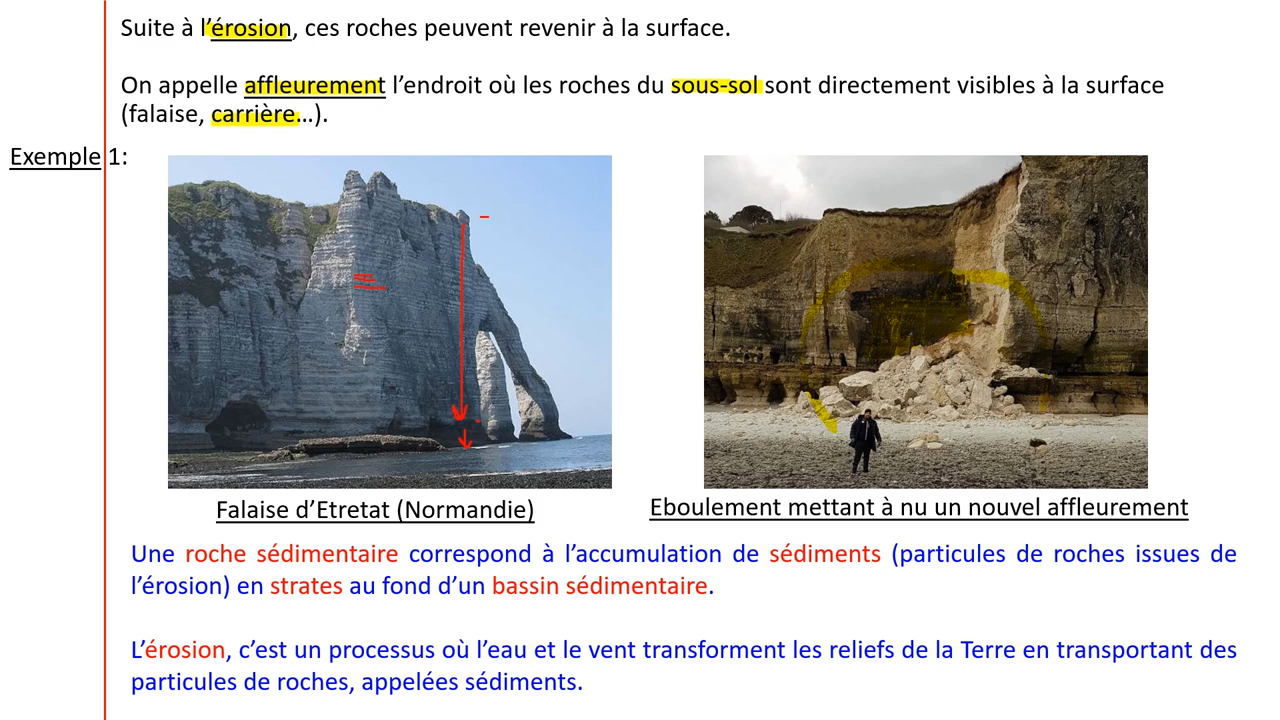 Suite à l’érosion, ces roches peuvent revenir à la surface.
On appelle affleurement l’endroit où les roches du sous-sol sont directement visibles à la surface
(falaise, carrière…).
Exemple 1:
Falaise d’Etretat (Normandie)
Eboulement mettant à nu un nouvel affleurement
Une roche sédimentaire correspond à l’accumulation de sédiments (particules de roches issues de
l’érosion) en strates au fond d’un bassin sédimentaire.
L’érosion, c’est un processus où l’eau et le vent transforment les reliefs de la Terre en transportant des
particules de roches, appelées sédiments.